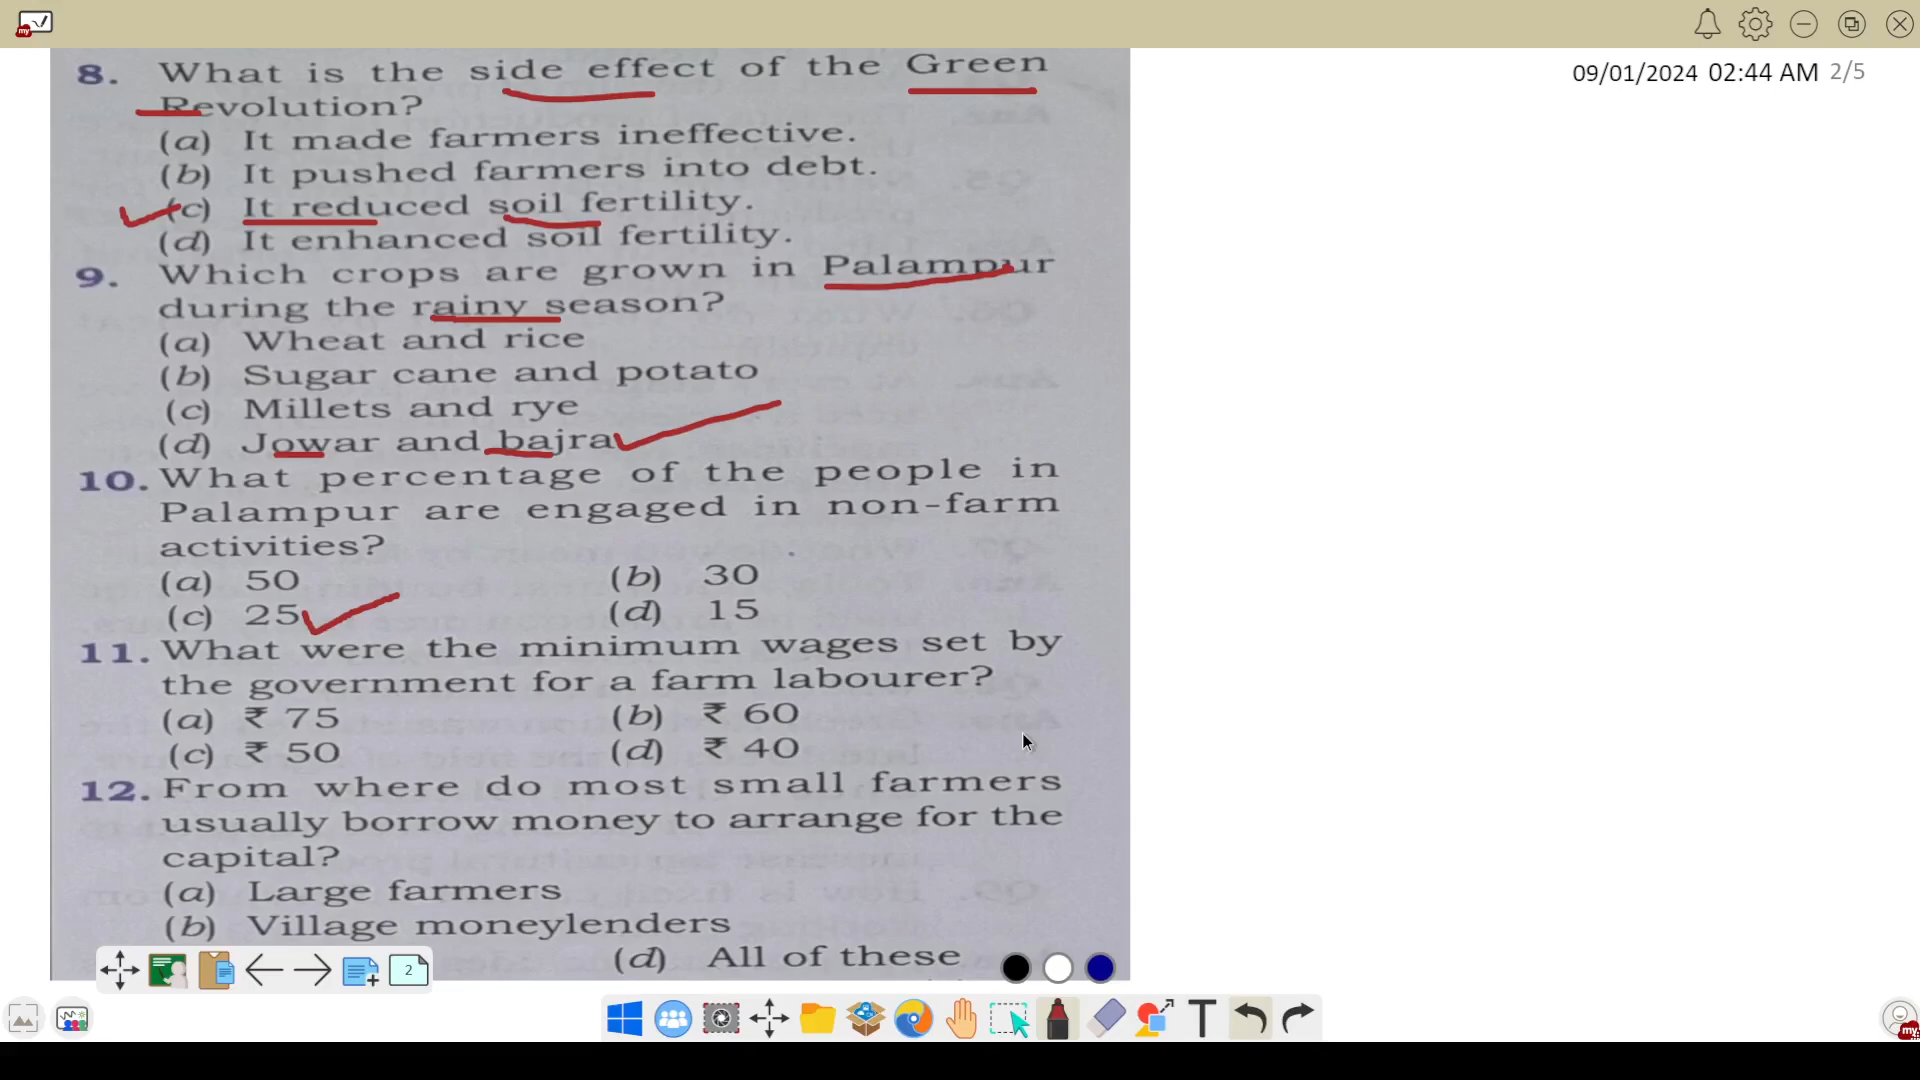 09/01/2024 02:44 AM 2/5
8. What is the side effect of the Green
Revolution?
(a) It made farmers ineffective.
(b) It pushed farmers into debt.
(c) It reduced soil fertility.
(d) It enhanced soil fertility.
9. Which crops are grown in Palampur
during the rainy season?
(a) Wheat and rice
(b) Sugar cane and potato
(c) Millets and rye
(d) Jowar and bajra
10. What percentage of the people in
Palampur are engaged in non-farm
activities?
(a) 50 (b) 30
(c) 25 (d) 15
11. What were the minimum wages set by
the government for a farm labourer?
(a) ₹ 75 (b) ₹ 60
(c) ₹ 50 (d) ₹ 40
12. From where do most small farmers
usually borrow money to arrange for the
capital?
(a) Large farmers
(b) Village moneylenders
(d) All of these
2